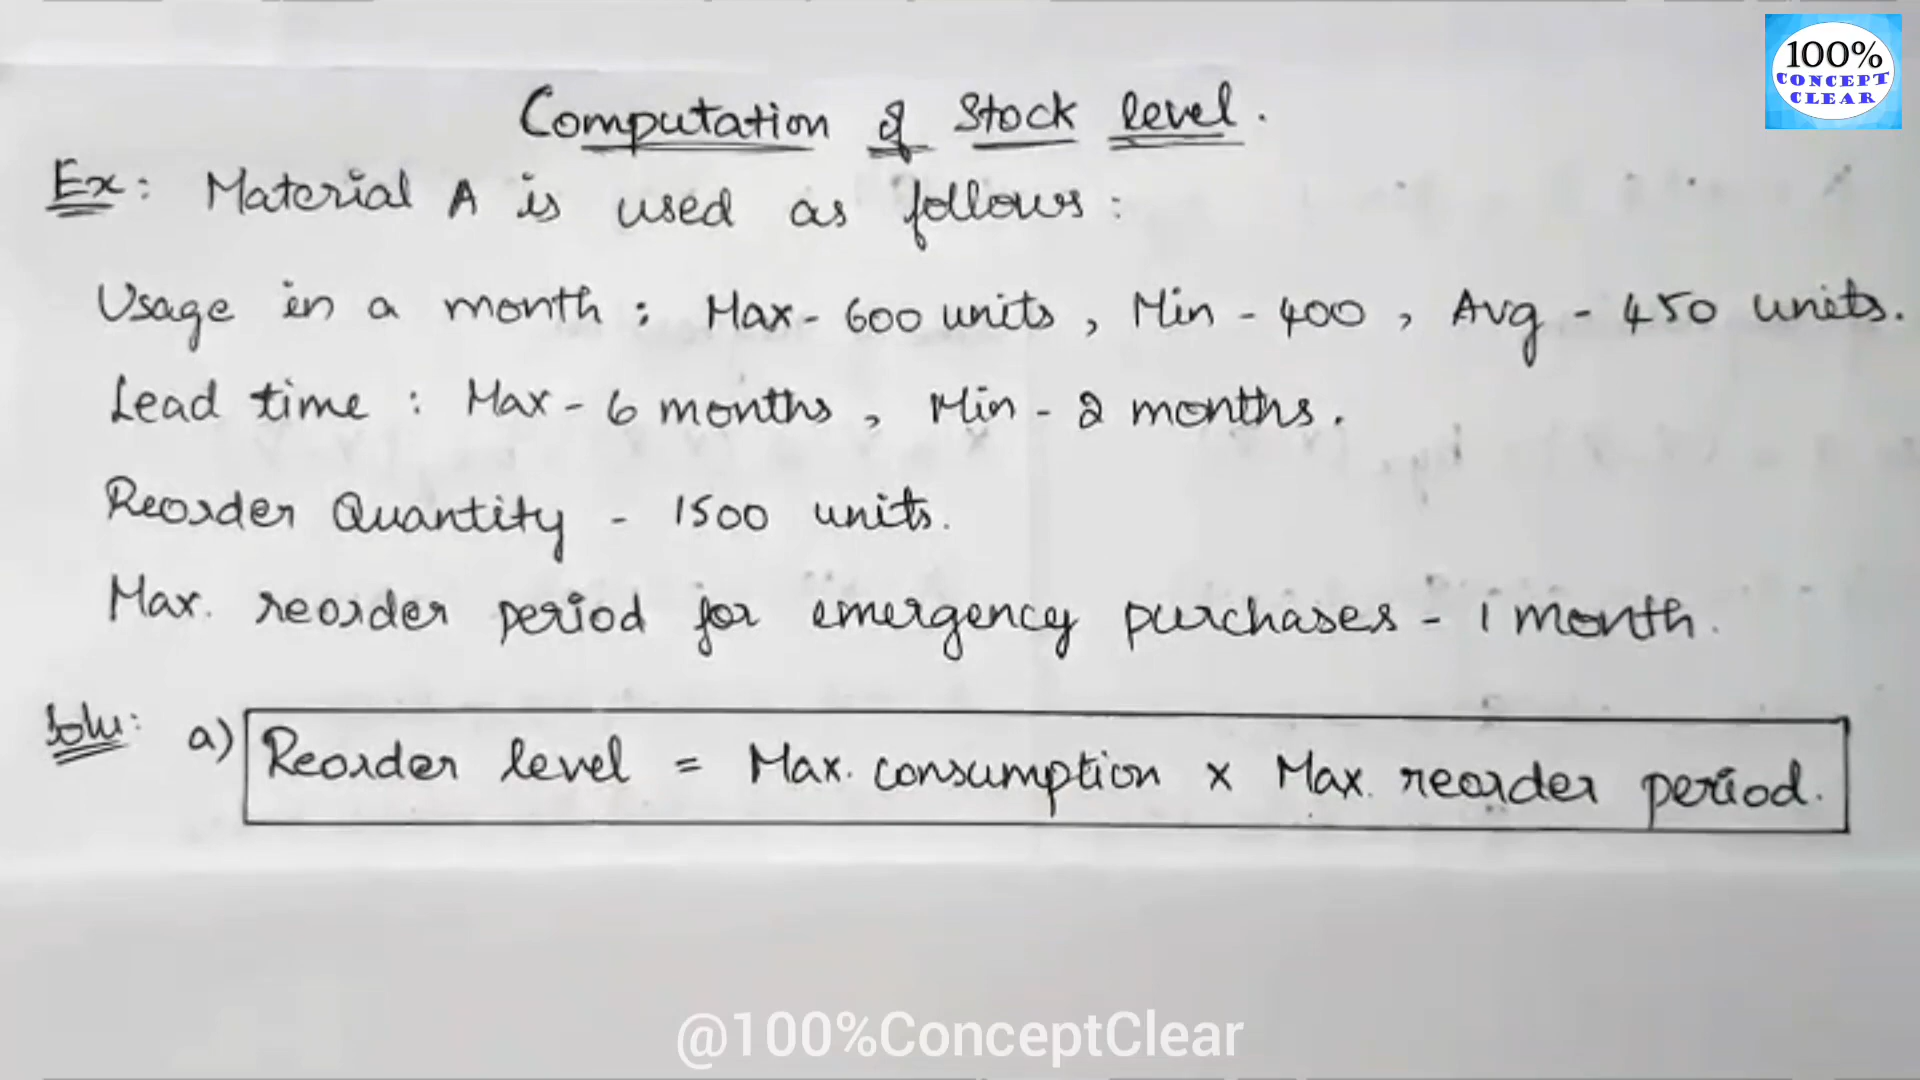 100%
CONCEPT
CLEAR
Computation of Stock level.
Ex: Material A is used as follows:
Usage in a month: Max - 600 units, Min - 400, Avg - 450 units.
Lead time: Max - 6 months, Min - 2 months.
Reorder Quantity - 1500 units.
Max. reorder period for emergency purchases - 1 month.
Solu: a) Reorder level = Max. consumption x Max. reorder period.
@100%ConceptClear